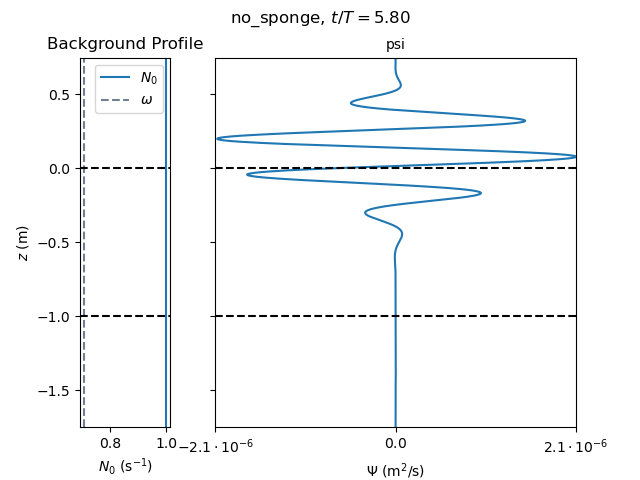 no_sponge, t/T = 5.80
Background Profile
psi
N₀
ω
0.5
0.0
−0.5
−1.0
−1.5
z (m)
0.8
1.0
N₀ (s⁻¹)
−2.1 · 10⁻⁶
0.0
2.1 · 10⁻⁶
Ψ (m²/s)